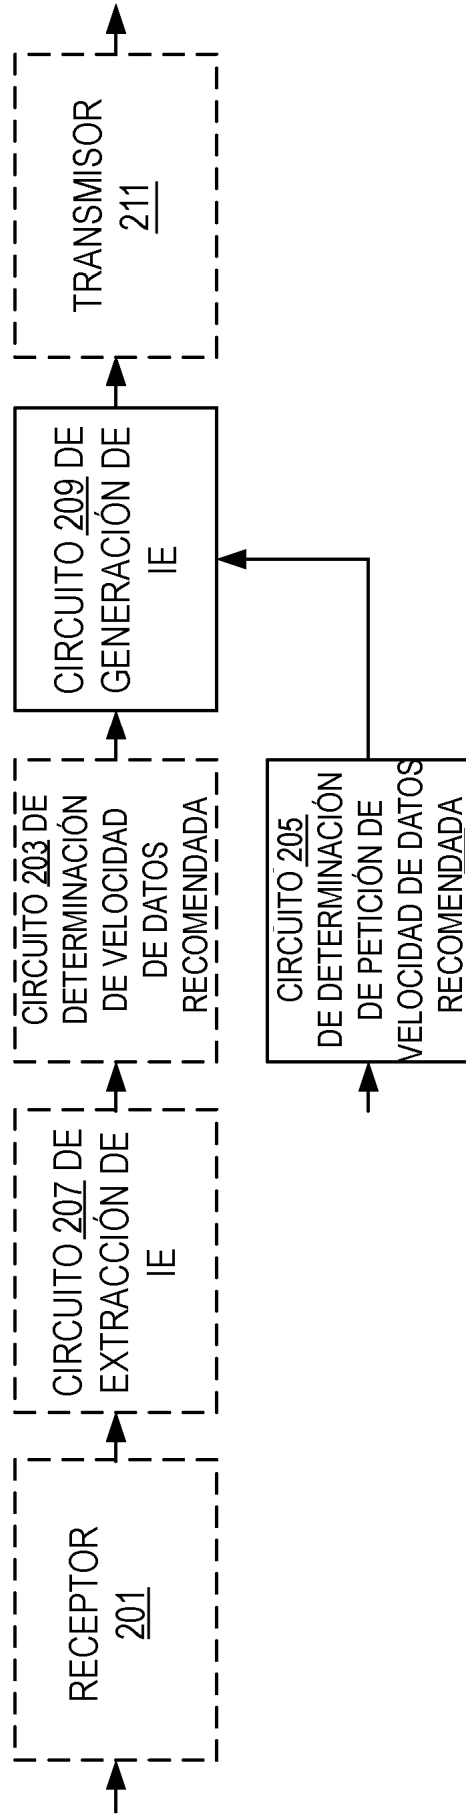 RECEPTOR
201
CIRCUITO 207 DE
EXTRACCIÓN DE
IE
CIRCUITO 203 DE
DETERMINACIÓN
DE VELOCIDAD
DE DATOS
RECOMENDADA
CIRCUITO 209 DE
GENERACIÓN DE
IE
TRANSMISOR
211
CIRCUITO 205
DE DETERMINACIÓN
DE PETICIÓN DE
VELOCIDAD DE DATOS
RECOMENDADA